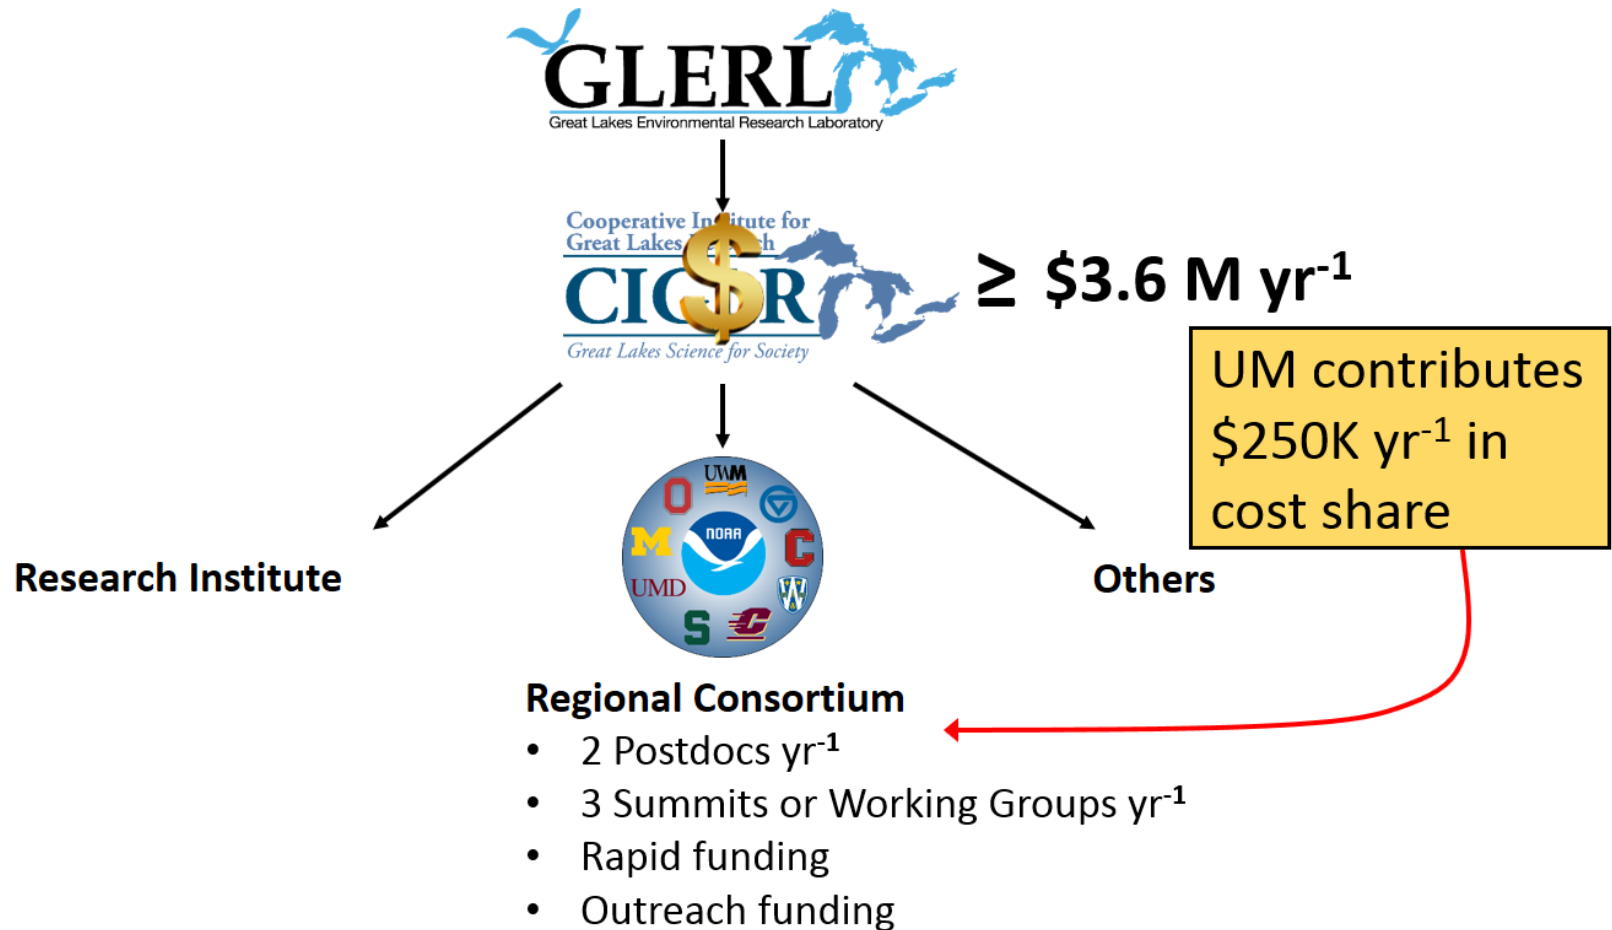 GLERL
Great Lakes Environmental Research Laboratory
Cooperative In itute for
Great Lakes R ch
CIG R
$
Great Lakes Science for Society
≥ $3.6 M yr-1
UM contributes
$250K yr-1 in
cost share
UWM
O
G
M
NOAA
C
UMD
W
S
C
Research Institute
Others
Regional Consortium
• 2 Postdocs yr-1
• 3 Summits or Working Groups yr-1
• Rapid funding
• Outreach funding